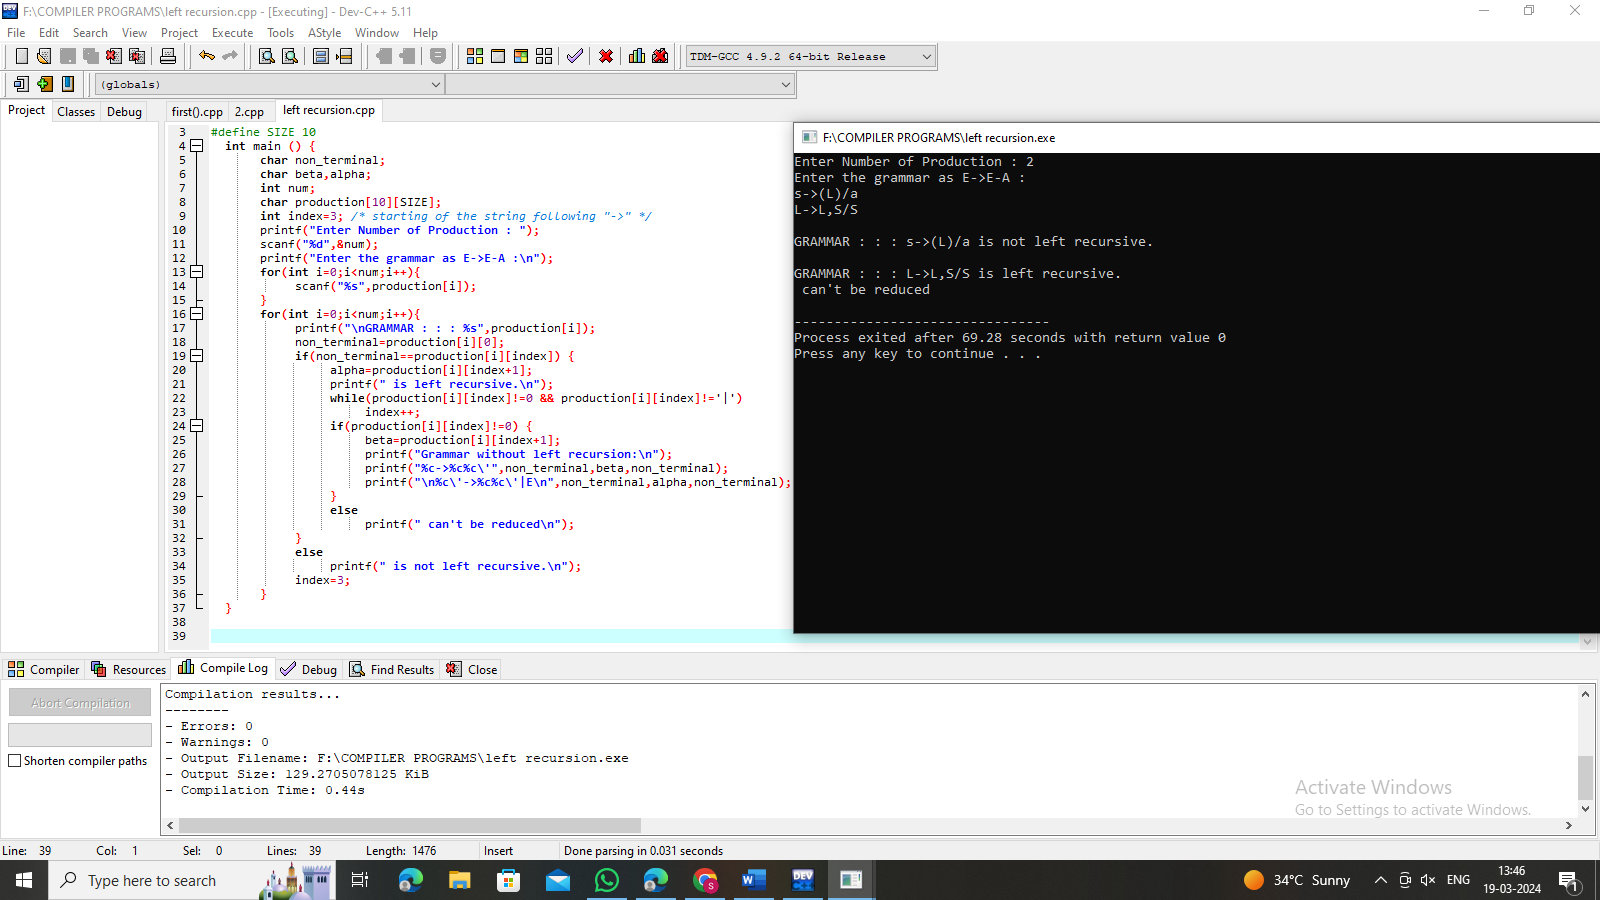 F:\COMPILER PROGRAMS\left recursion.cpp - [Executing] - Dev-C++ 5.11
File Edit Search View Project Execute Tools AStyle Window Help
TDM-GCC 4.9.2 64-bit Release
(globals)
Project Classes Debug first().cpp 2.cpp left recursion.cpp
3 #define SIZE 10
4 int main () {
5 char non_terminal;
6 char beta,alpha;
7 int num;
8 char production[10][SIZE];
9 int index=3; /* starting of the string following "->" */
10 printf("Enter Number of Production : ");
11 scanf("%d",&num);
12 printf("Enter the grammar as E->E-A :\n");
13 for(int i=0;i<num;i++){
14 scanf("%s",production[i]);
15 }
16 for(int i=0;i<num;i++){
17 printf("\nGRAMMAR : : : %s",production[i]);
18 non_terminal=production[i][0];
19 if(non_terminal==production[i][index]) {
20 alpha=production[i][index+1];
21 printf(" is left recursive.\n");
22 while(production[i][index]!=0 && production[i][index]!='|')
23 index++;
24 if(production[i][index]!=0) {
25 beta=production[i][index+1];
26 printf("Grammar without left recursion:\n");
27 printf("%c->%c%c\'",non_terminal,beta,non_terminal);
28 printf("\n%c\'->%c%c\'|E\n",non_terminal,alpha,non_terminal);
29 }
30 else
31 printf(" can't be reduced\n");
32 }
33 else
34 printf(" is not left recursive.\n");
35 index=3;
36 }
37 }
38
39
F:\COMPILER PROGRAMS\left recursion.exe
Enter Number of Production : 2
Enter the grammar as E->E-A :
s->(L)/a
L->L,S/S
GRAMMAR : : : s->(L)/a is not left recursive.
GRAMMAR : : : L->L,S/S is left recursive.
can't be reduced
--------------------------------
Process exited after 69.28 seconds with return value 0
Press any key to continue . . .
Compiler Resources Compile Log Debug Find Results Close
Abort Compilation
Shorten compiler paths
Compilation results...
--------
- Errors: 0
- Warnings: 0
- Output Filename: F:\COMPILER PROGRAMS\left recursion.exe
- Output Size: 129.2705078125 KiB
- Compilation Time: 0.44s
Activate Windows
Go to Settings to activate Windows.
Line: 39 Col: 1 Sel: 0 Lines: 39 Length: 1476 Insert Done parsing in 0.031 seconds
Type here to search
34°C Sunny
ENG
13:46
19-03-2024
1